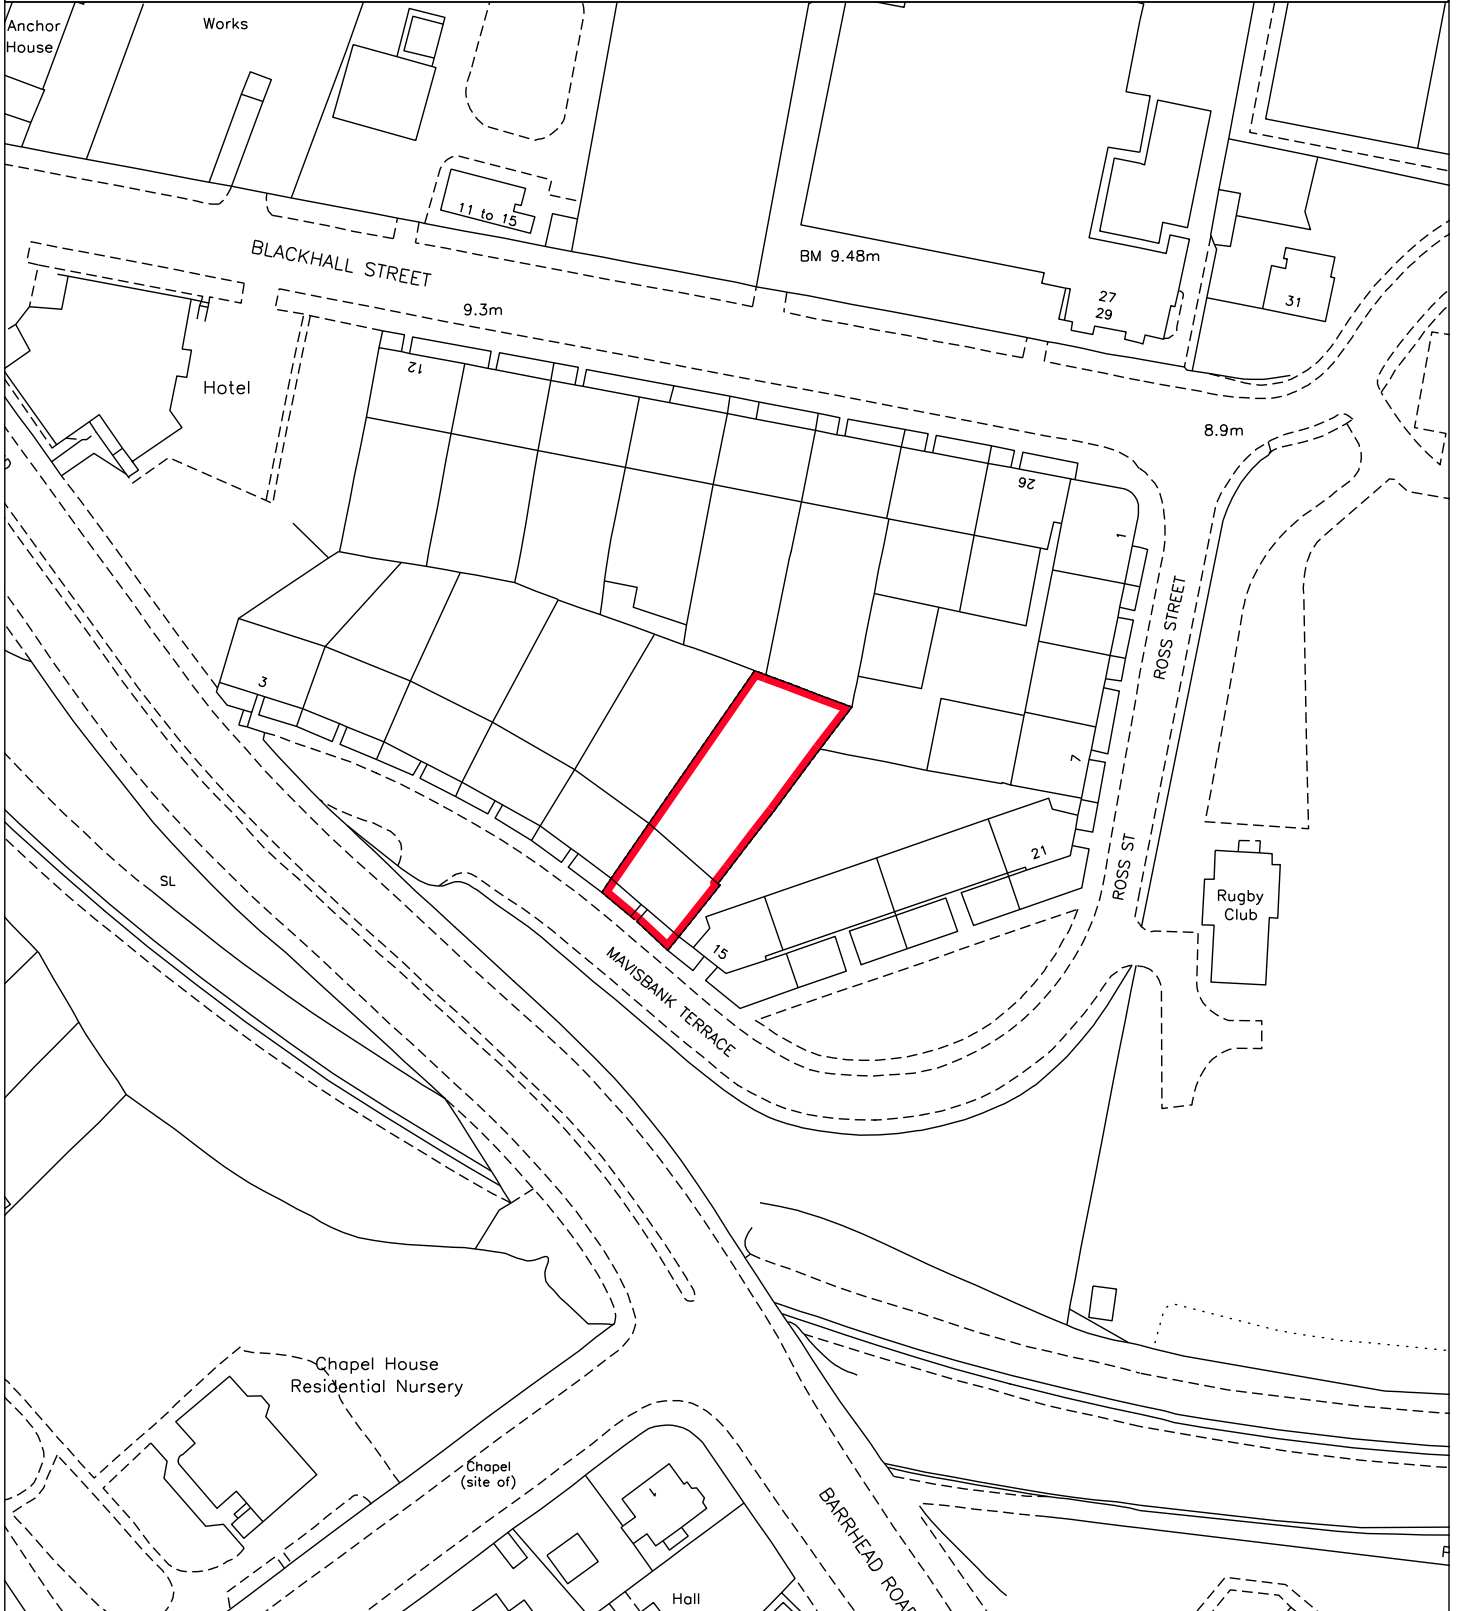 Anchor
House
Works
11 to 15
BLACKHALL STREET
BM 9.48m
27
29
31
9.3m
12
Hotel
8.9m
26
1
ROSS STREET
3
7
ROSS ST
21
SL
Rugby
Club
15
MAVISBANK TERRACE
Chapel House
Residential Nursery
Chapel
(site of)
1
BARRHEAD ROAD
Hall